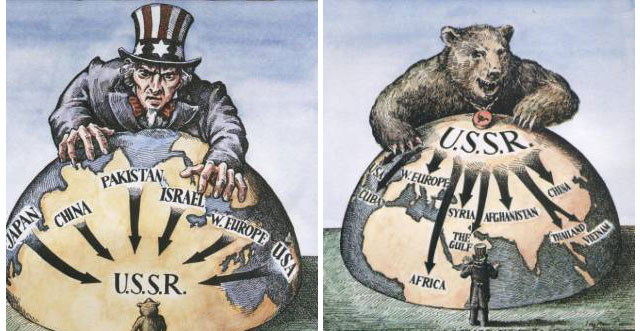 JAPAN
CHINA
PAKISTAN
ISRAEL
W. EUROPE
USA
U.S.S.R.
U.S.S.R.
CUBA
W. EUROPE
AFRICA
SYRIA
&
THE
GULF
AFGHANISTAN
THAILAND
VIETNAM
CHINA